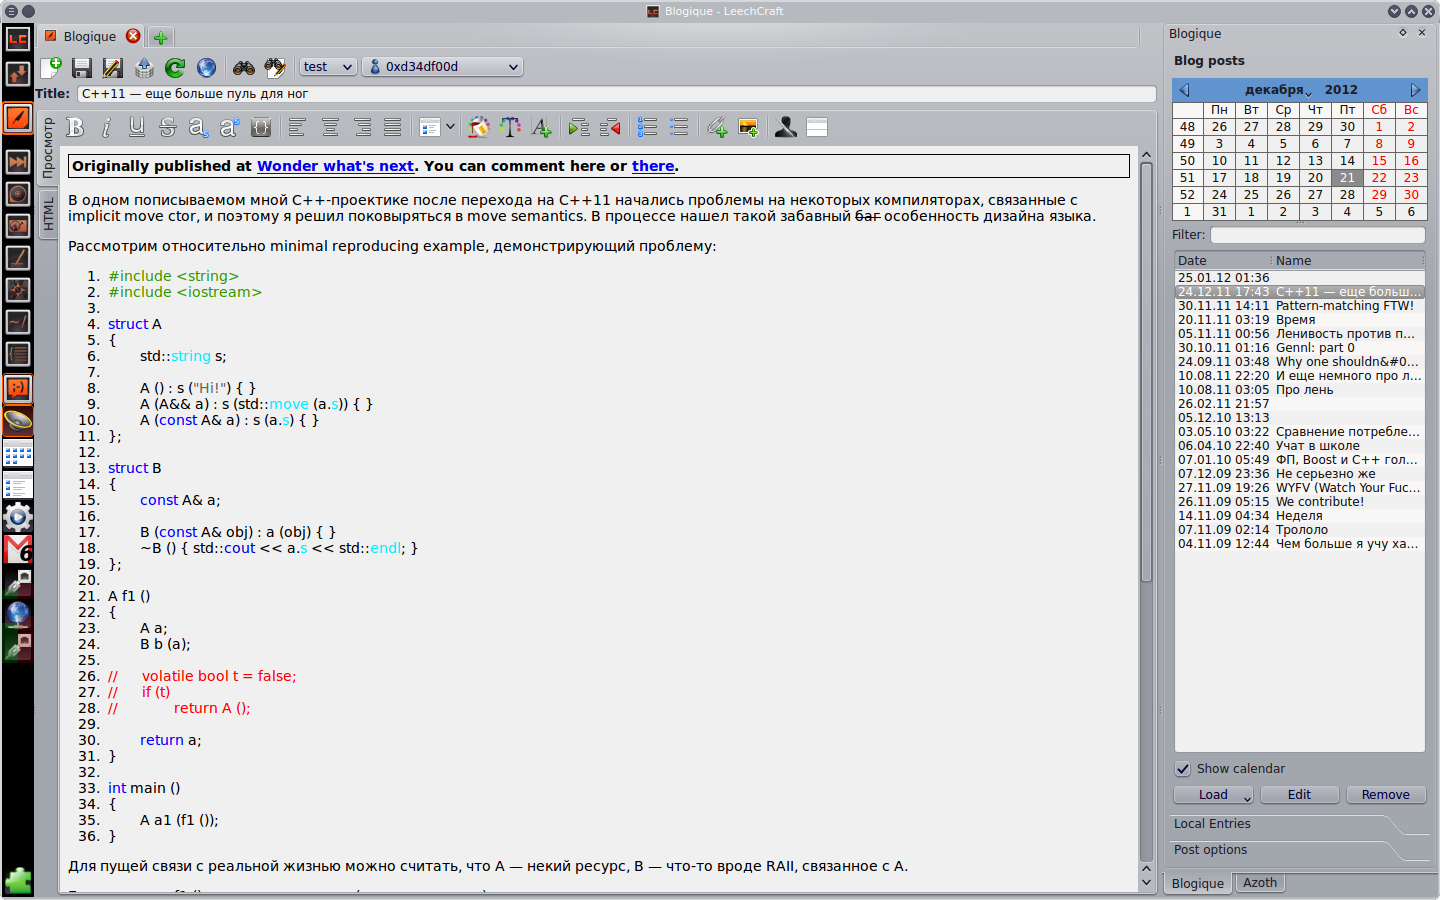 Blogique - LeechCraft
Blogique
test
0xd34df00d
Title: C++11 — еще больше пуль для ног
Просмотр
HTML
Originally published at Wonder what's next. You can comment here or there.
В одном пописываемом мной C++-проектике после перехода на C++11 начались проблемы на некоторых компиляторах, связанные с
implicit move ctor, и поэтому я решил поковыряться в move semantics. В процессе нашел такой забавный баг особенность дизайна языка.
Рассмотрим относительно minimal reproducing example, демонстрирующий проблему:
1. #include <string>
2. #include <iostream>
3.
4. struct A
5. {
6. std::string s;
7.
8. A () : s ("Hi!") { }
9. A (A&& a) : s (std::move (a.s)) { }
10. A (const A& a) : s (a.s) { }
11. };
12.
13. struct B
14. {
15. const A& a;
16.
17. B (const A& obj) : a (obj) { }
18. ~B () { std::cout << a.s << std::endl; }
19. };
20.
21. A f1 ()
22. {
23. A a;
24. B b (a);
25.
26. // volatile bool t = false;
27. // if (t)
28. // return A ();
29.
30. return a;
31. }
32.
33. int main ()
34. {
35. A a1 (f1 ());
36. }
Для пущей связи с реальной жизнью можно считать, что A — некий ресурс, B — что-то вроде RAII, связанное с A.
Blogique
Blog posts
декабря, 2012
Пн Вт Ср Чт Пт Сб Вс
48 26 27 28 29 30 1 2
49 3 4 5 6 7 8 9
50 10 11 12 13 14 15 16
51 17 18 19 20 21 22 23
52 24 25 26 27 28 29 30
1 31 1 2 3 4 5 6
Filter:
Date Name
25.01.12 01:36
24.12.11 17:43 C++11 — еще больш...
30.11.11 14:11 Pattern-matching FTW!
20.11.11 03:19 Время
05.11.11 00:56 Ленивость против п...
30.10.11 01:16 Gennl: part 0
24.09.11 03:48 Why one shouldn&#0...
10.08.11 22:20 И еще немного про л...
10.08.11 03:05 Про лень
26.02.11 21:57
05.12.10 13:13
03.05.10 03:22 Сравнение потребле...
06.04.10 22:40 Учат в школе
07.01.10 05:49 ФП, Boost и C++ гол...
07.12.09 23:36 Не серьезно же
27.11.09 19:26 WYFV (Watch Your Fuc...
26.11.09 05:15 We contribute!
14.11.09 04:34 Неделя
07.11.09 02:14 Трололо
04.11.09 12:44 Чем больше я учу ха...
Show calendar
Load Edit Remove
Local Entries
Post options
Blogique Azoth